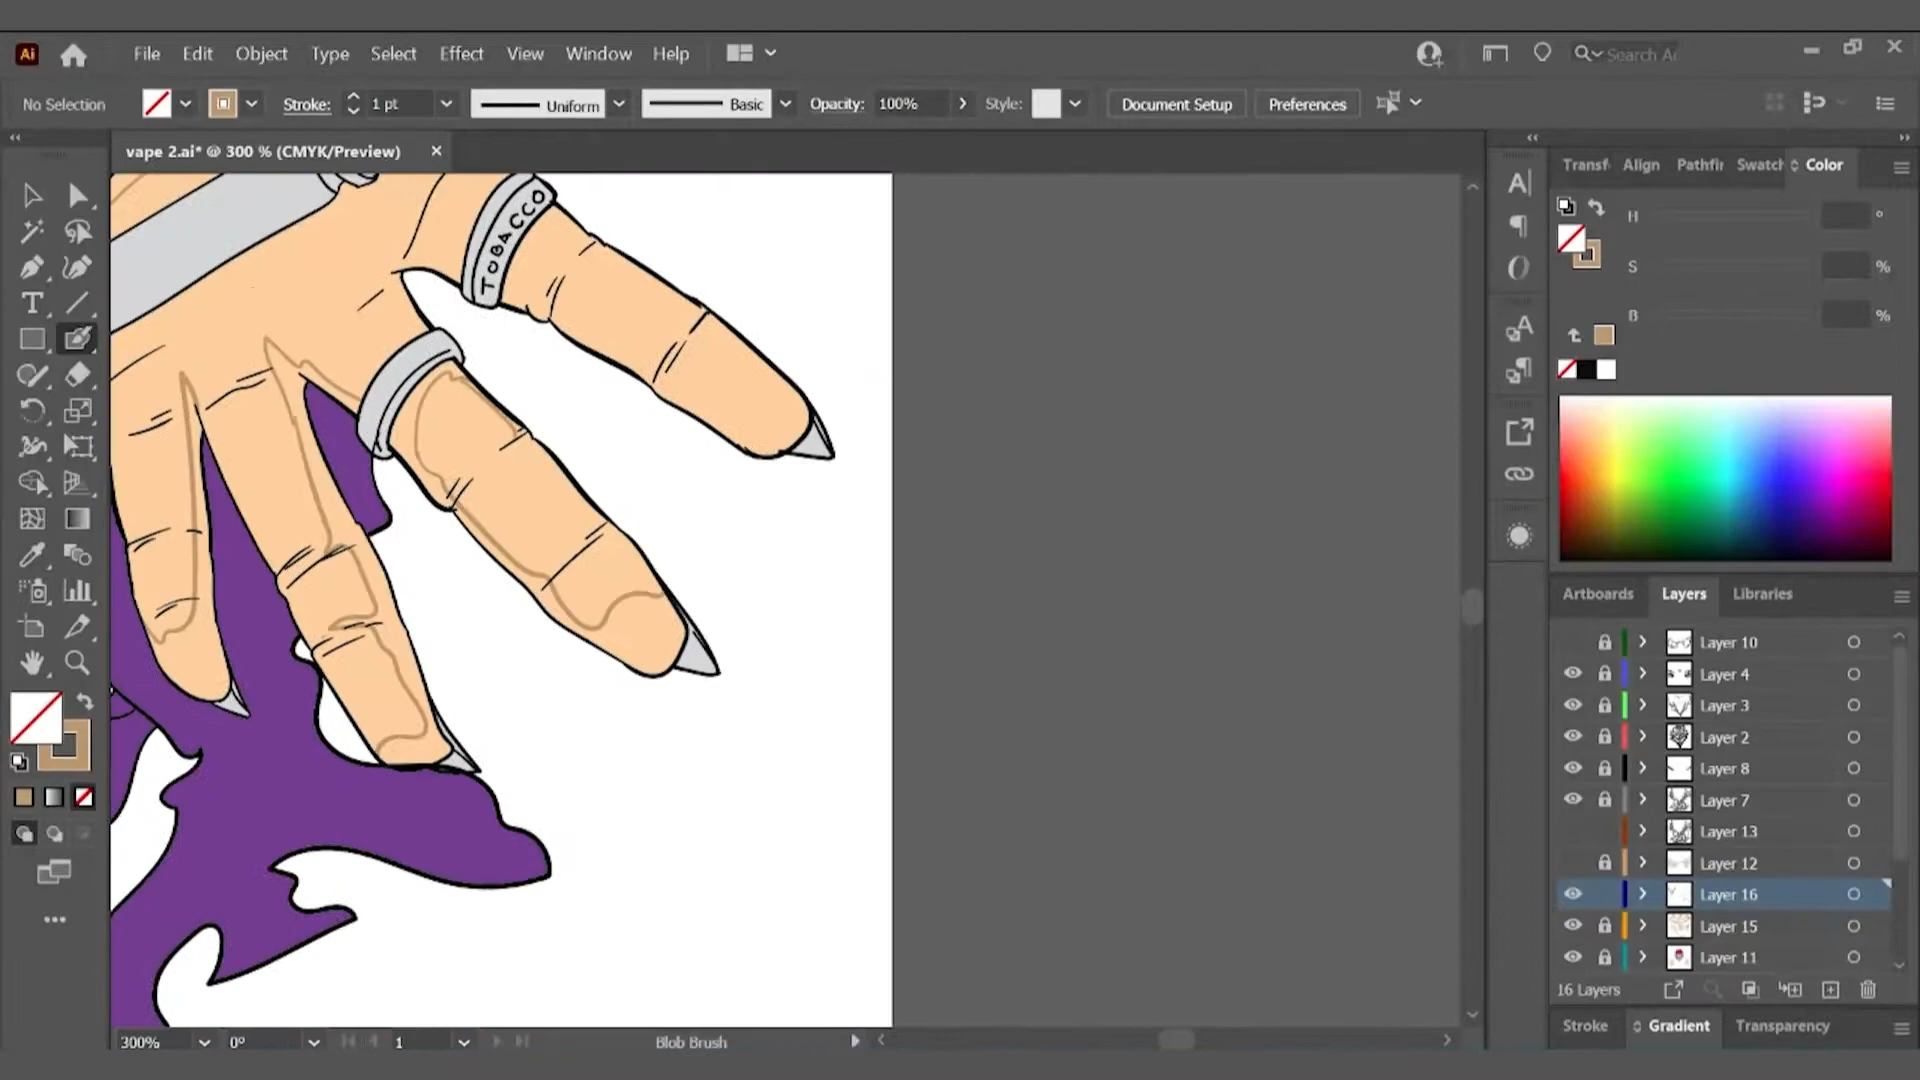 Ai File Edit Object Type Select Effect View Window Help Search Ar
No Selection Stroke: 1 pt Uniform Basic Opacity: 100% Style: Document Setup Preferences
vape 2.ai* @ 300 % (CMYK/Preview)
Transf Align Pathfir Swatch Color
H °
S %
B %
TOBACCO
Artboards Layers Libraries
Layer 10
Layer 4
Layer 3
Layer 2
Layer 8
Layer 7
Layer 13
Layer 12
Layer 16
Layer 15
Layer 11
16 Layers
Stroke Gradient Transparency
300% 0° 1 Blob Brush